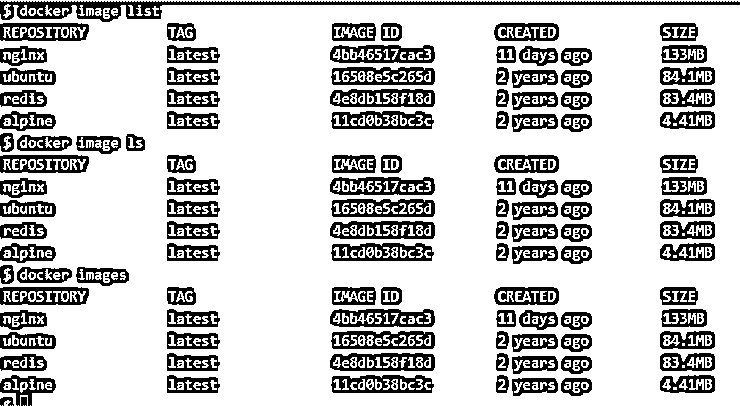 $ docker image list
REPOSITORY TAG IMAGE ID CREATED SIZE
nginx latest 4bb46517cac3 11 days ago 133MB
ubuntu latest 16508e5c265d 2 years ago 84.1MB
redis latest 4e8db158f18d 2 years ago 83.4MB
alpine latest 11cd0b38bc3c 2 years ago 4.41MB
$ docker image ls
REPOSITORY TAG IMAGE ID CREATED SIZE
nginx latest 4bb46517cac3 11 days ago 133MB
ubuntu latest 16508e5c265d 2 years ago 84.1MB
redis latest 4e8db158f18d 2 years ago 83.4MB
alpine latest 11cd0b38bc3c 2 years ago 4.41MB
$ docker images
REPOSITORY TAG IMAGE ID CREATED SIZE
nginx latest 4bb46517cac3 11 days ago 133MB
ubuntu latest 16508e5c265d 2 years ago 84.1MB
redis latest 4e8db158f18d 2 years ago 83.4MB
alpine latest 11cd0b38bc3c 2 years ago 4.41MB